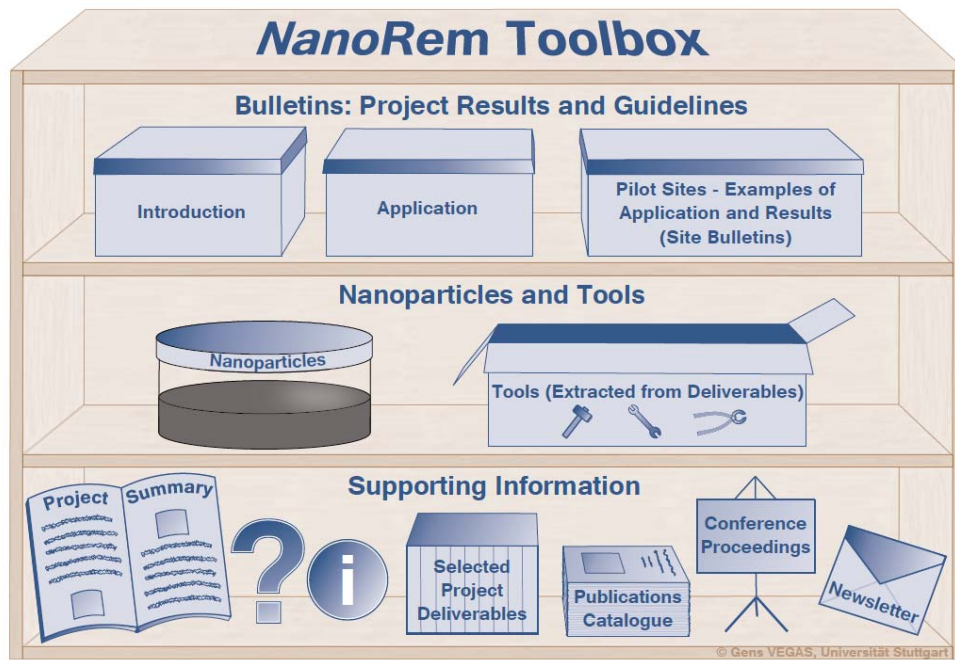 NanoRem Toolbox
Bulletins: Project Results and Guidelines
Introduction
Application
Pilot Sites - Examples of
Application and Results
(Site Bulletins)
Nanoparticles and Tools
Nanoparticles
Tools (Extracted from Deliverables)
Supporting Information
Project Summary
?
i
Selected
Project
Deliverables
Publications
Catalogue
Conference
Proceedings
Newsletter
© Gens VEGAS, Universität Stuttgart